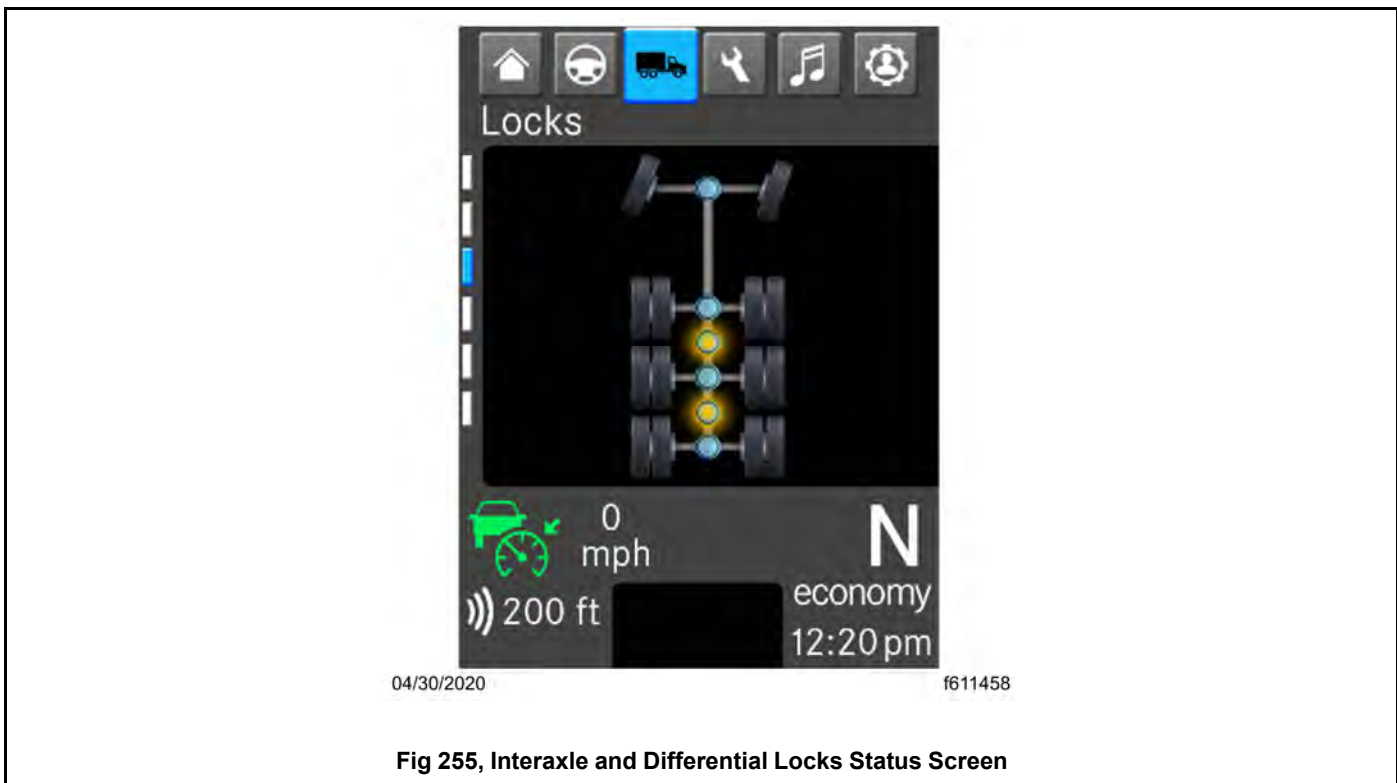 Locks
0
mph
N
economy
200 ft
12:20 pm
04/30/2020
f611458
Fig 255, Interaxle and Differential Locks Status Screen